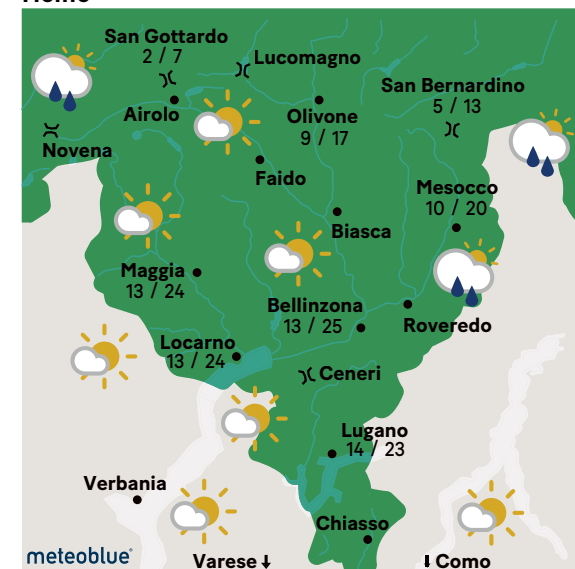 San Gottardo
2 / 7
Lucomagno
San Bernardino
5 / 13
Airolo
Olivone
9 / 17
Novena
Faido
Mesocco
10 / 20
Biasca
Maggia
13 / 24
Bellinzona
13 / 25
Roveredo
Locarno
13 / 24
Ceneri
Lugano
14 / 23
Verbania
Chiasso
meteoblue
Varese
Como